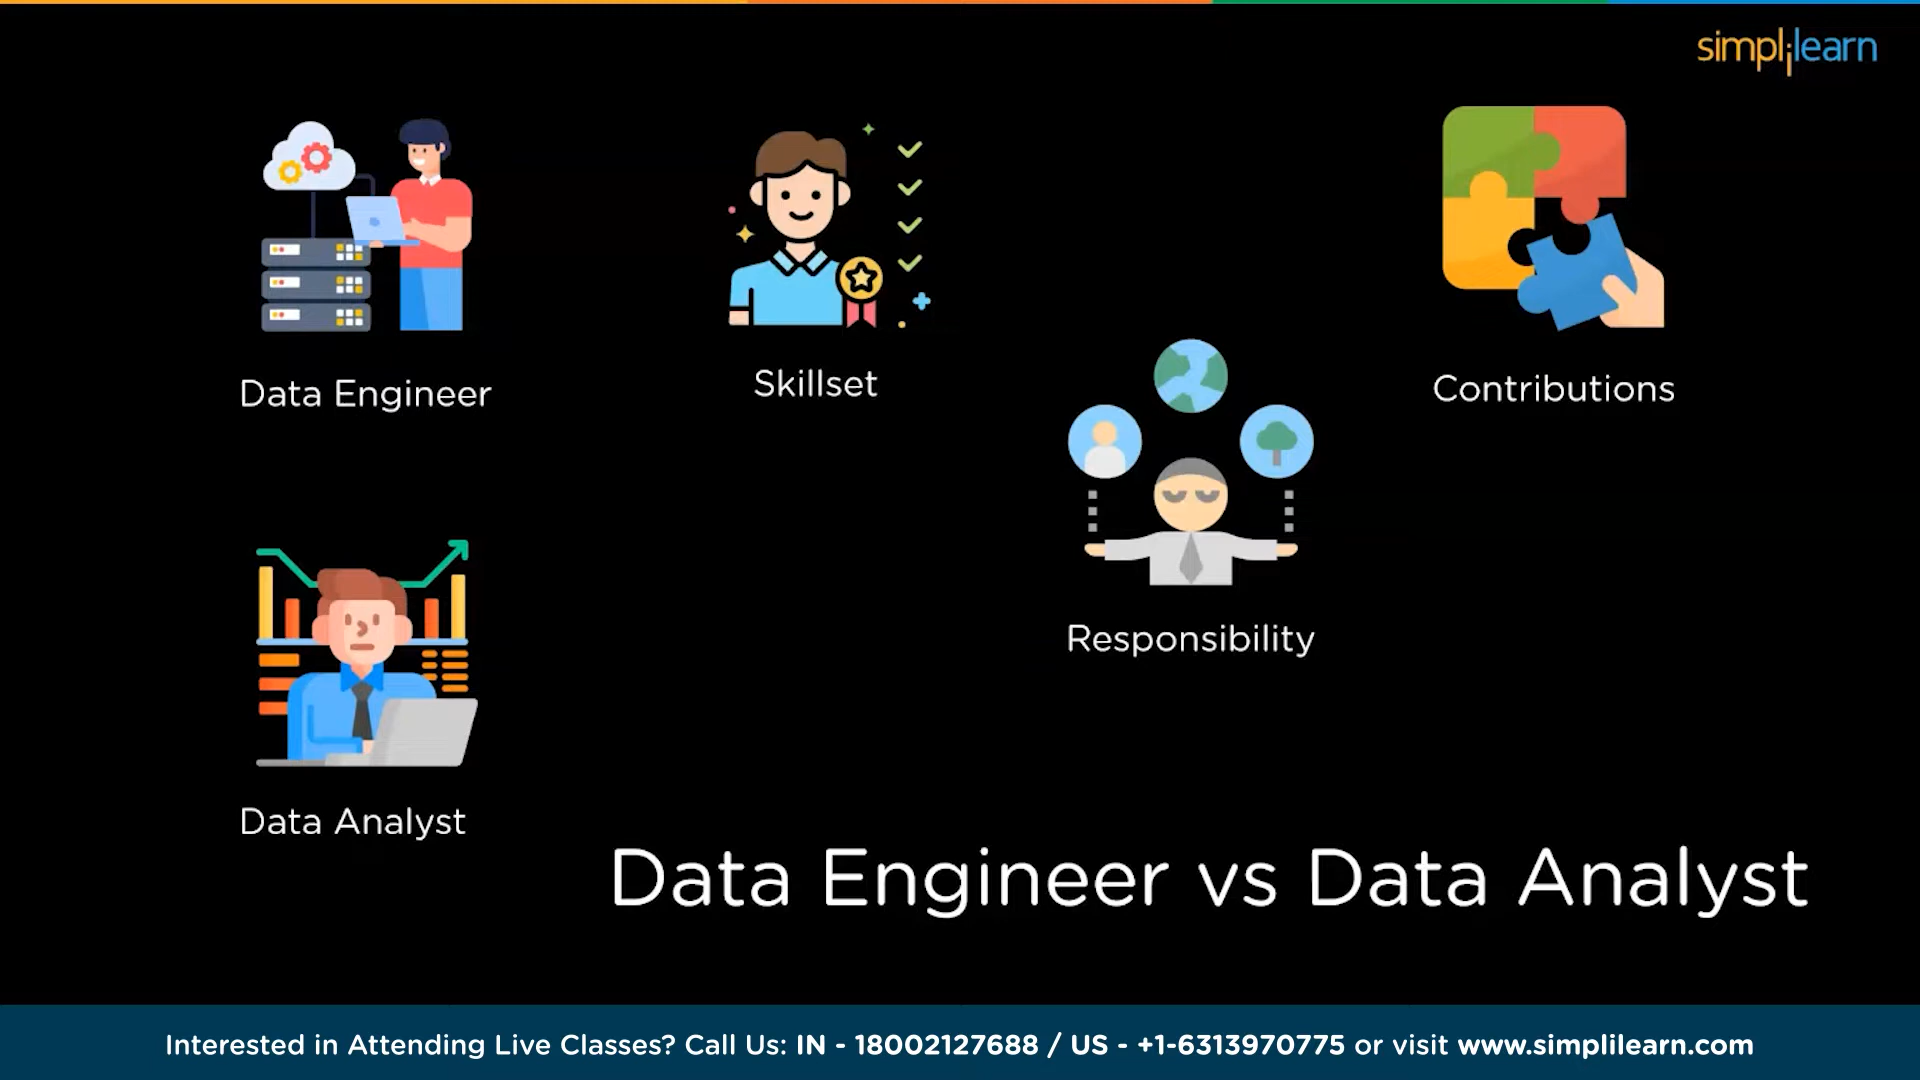 simplilearn
Data Engineer
Skillset
Contributions
Responsibility
Data Analyst
Data Engineer vs Data Analyst
Interested in Attending Live Classes? Call Us: IN - 18002127688 / US - +1-6313970775 or visit www.simplilearn.com